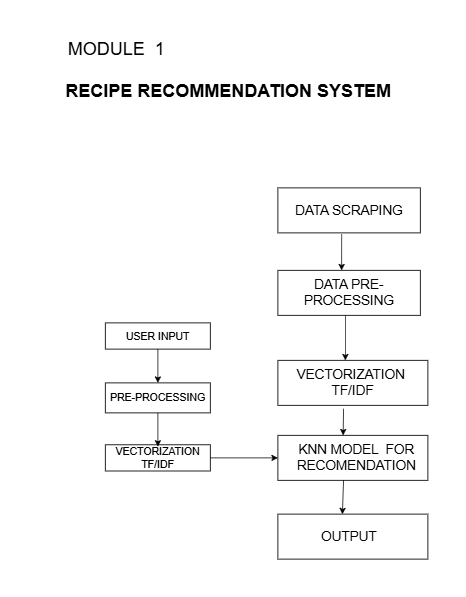 MODULE 1
RECIPE RECOMMENDATION SYSTEM
DATA SCRAPING
DATA PRE-
PROCESSING
VECTORIZATION
TF/IDF
USER INPUT
PRE-PROCESSING
VECTORIZATION
TF/IDF
KNN MODEL FOR
RECOMENDATION
OUTPUT